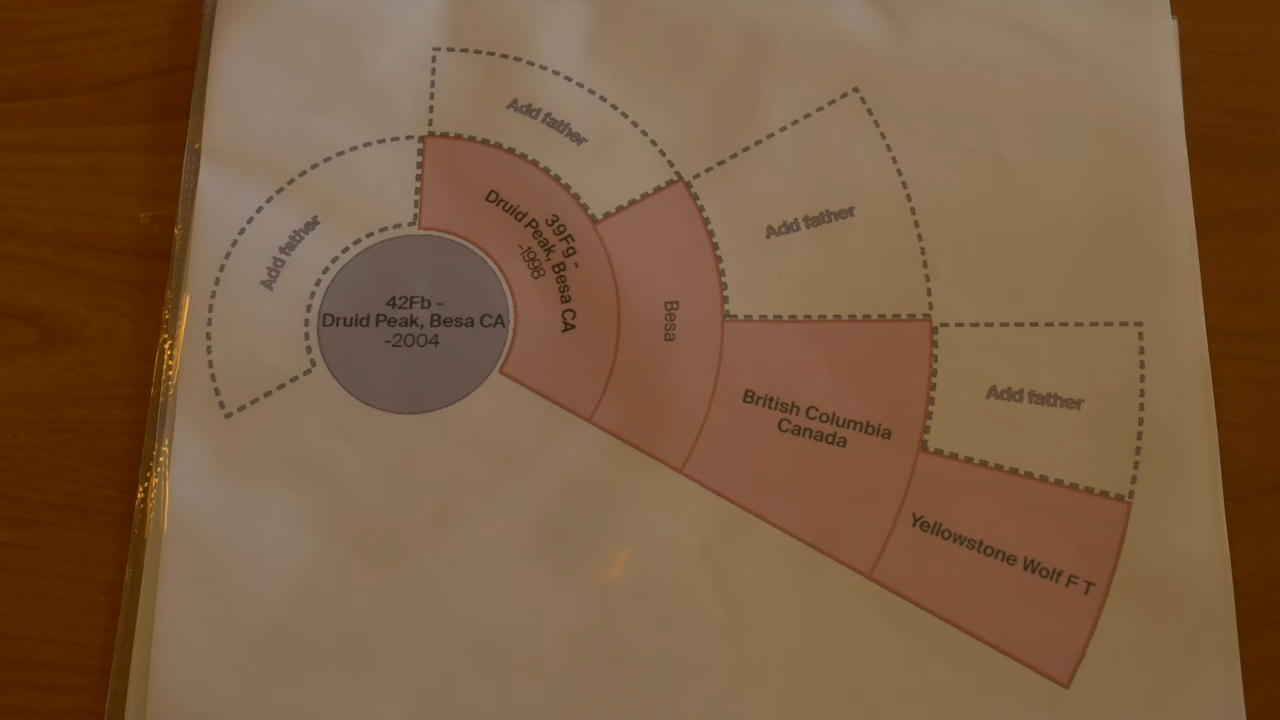 Add father
Add father
39Fg -
Druid Peak, Besa CA
-1998
Add father
42Fb -
Druid Peak, Besa CA
-2004
Besa
British Columbia
Canada
Add father
Yellowstone Wolf F T